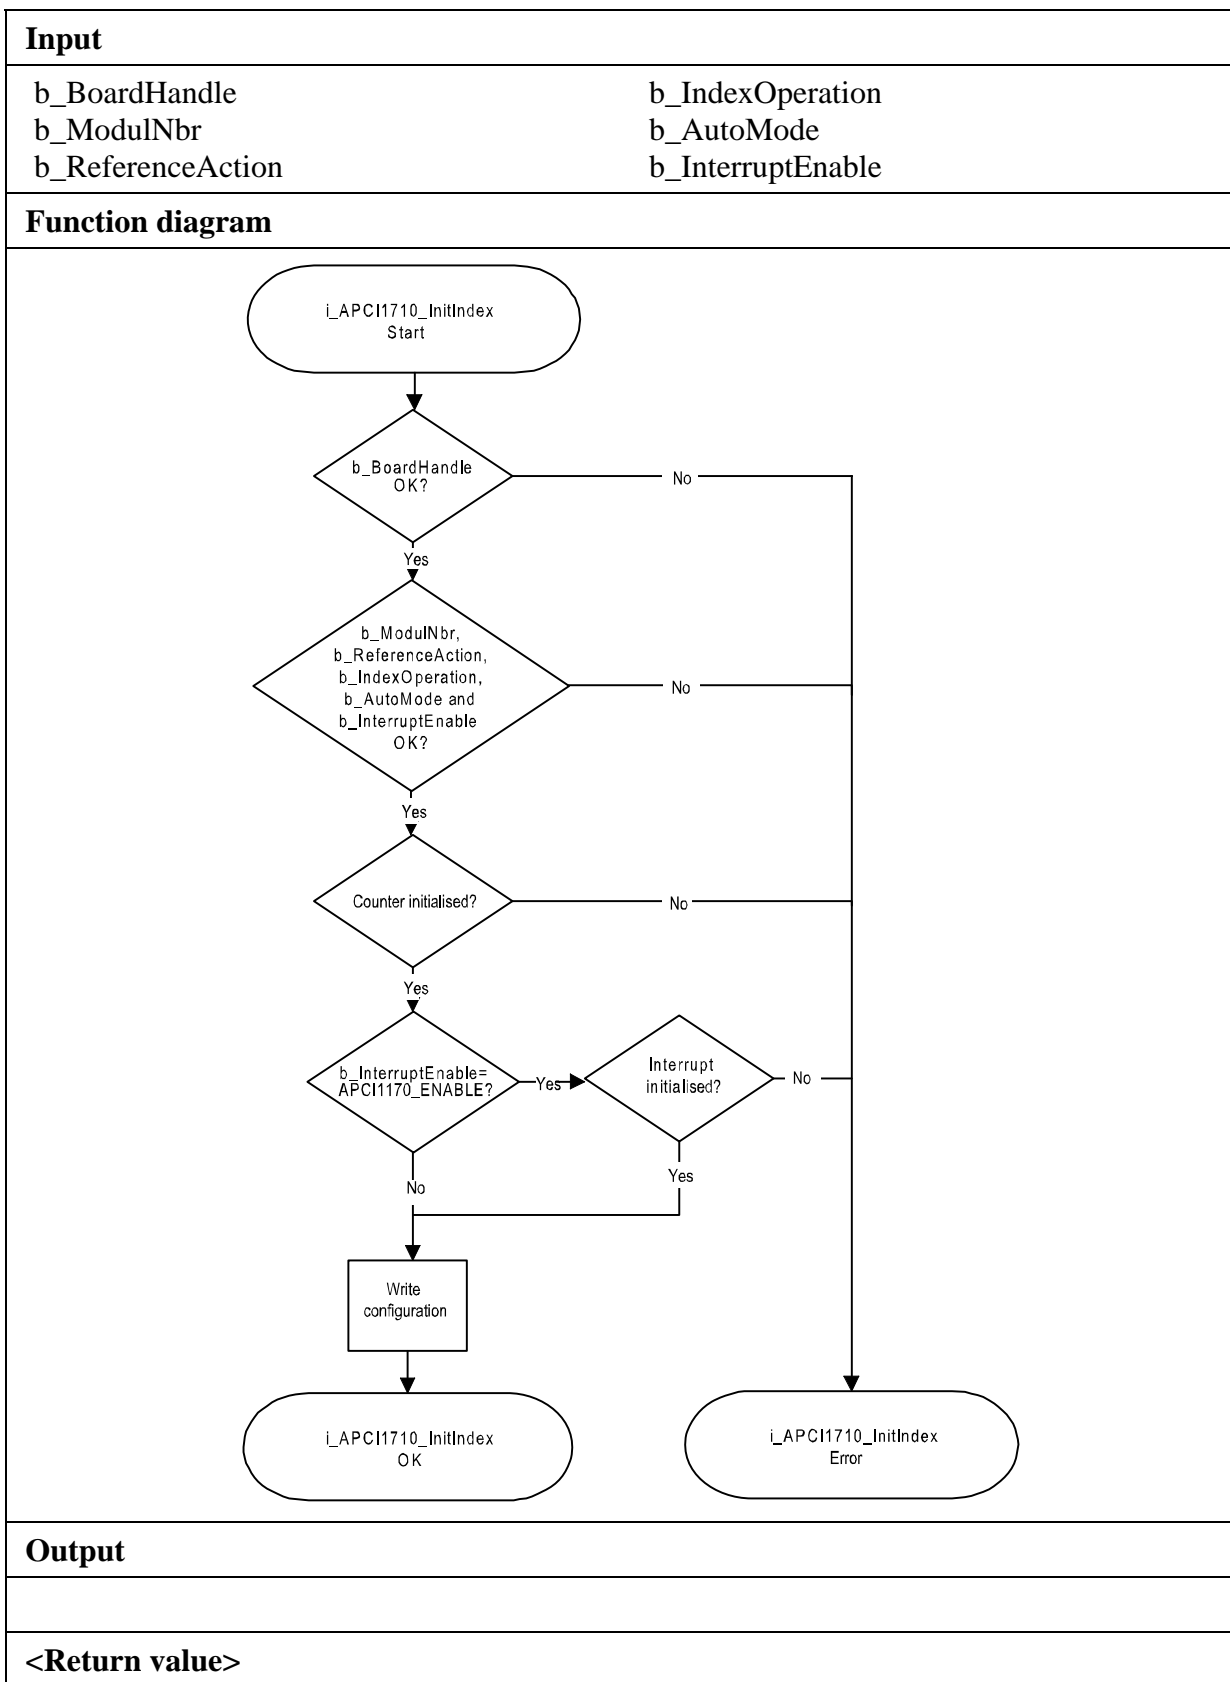 Input
b_BoardHandle
b_ModulNbr
b_ReferenceAction
b_IndexOperation
b_AutoMode
b_InterruptEnable
Function diagram
i_APCI1710_InitIndex
Start
b_BoardHandle
OK?
No
Yes
b_ModulNbr,
b_ReferenceAction,
b_IndexOperation,
b_AutoMode and
b_InterruptEnable
OK?
No
Yes
Counter initialised?
No
Yes
b_InterruptEnable=
APCI1170_ENABLE?
Yes
Interrupt
initialised?
No
Yes
No
Write
configuration
i_APCI1710_InitIndex
OK
i_APCI1710_InitIndex
Error
Output
<Return value>